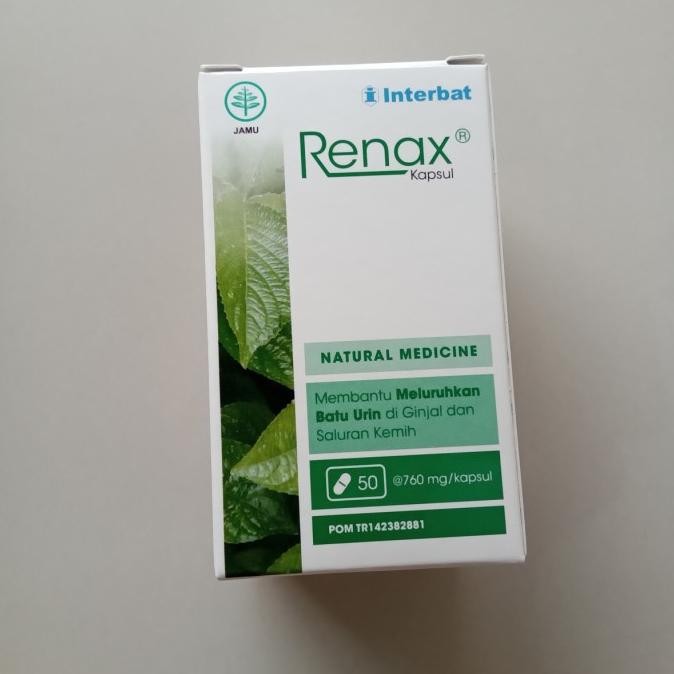 JAMU
Interbat
Renax®
Kapsul
NATURAL MEDICINE
Membantu Meluruhkan
Batu Urin di Ginjal dan
Saluran Kemih
50 @760 mg/kapsul
POM TR142382881